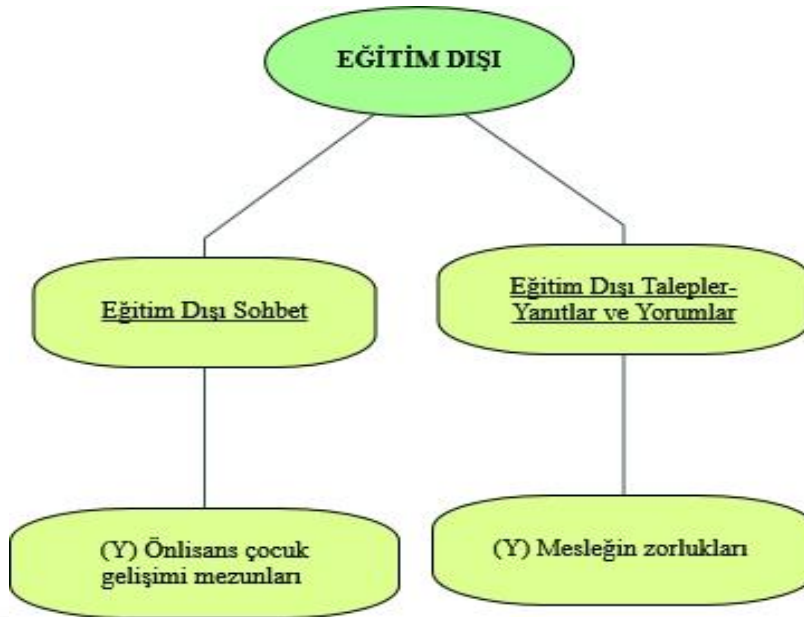 EĞİTİM DIŞI
Eğitim Dışı Sohbet
Eğitim Dışı Talepler-
Yanıtlar ve Yorumlar
(Y) Önlisans çocuk
gelişimi mezunları
(Y) Mesleğin zorlukları